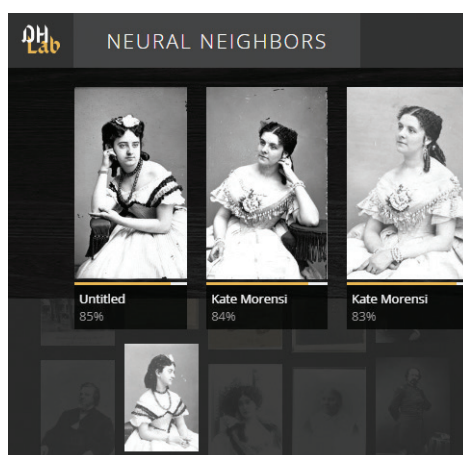 DH
Lab
NEURAL NEIGHBORS
Untitled
85%
Kate Morensi
84%
Kate Morensi
83%